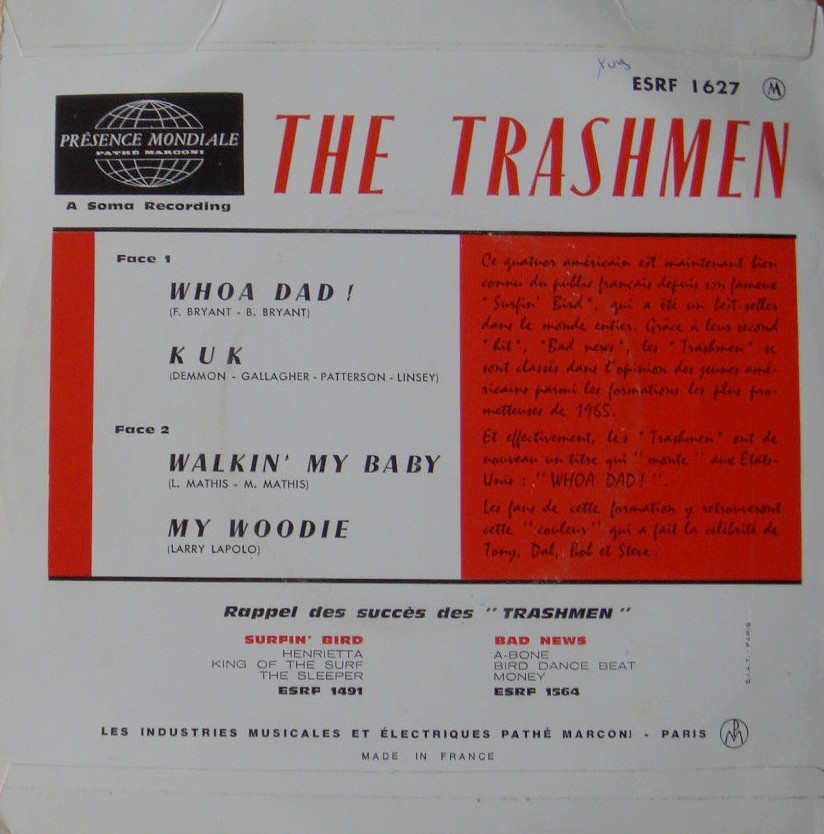 ESRF 1627 M
PRÉSENCE MONDIALE
PATHÉ MARCONI
A Soma Recording
THE TRASHMEN
Face 1
WHOA DAD !
(F. BRYANT - B. BRYANT)
KUK
(DEMMON - GALLAGHER - PATTERSON - LINSEY)
Face 2
WALKIN' MY BABY
(L. MATHIS - M. MATHIS)
MY WOODIE
(LARRY LAPOLO)
Ce quatuor américain est maintenant bien
connu du public français depuis son fameux
"Surfin' Bird", qui a été un best-seller
dans le monde entier. Grâce à leur second
"hit", "Bad news", les "Trashmen" se
sont classés dans l'opinion des jeunes amé-
ricains parmi les formations les plus pro-
metteuses de 1965.
Et effectivement, les "Trashmen" ont de
nouveau un titre qui "monte" aux États-
Unis : "WHOA DAD ! ".
Les fans de cette formation y retrouveront
cette "couleur" qui a fait la célébrité de
Tony, Dal, Bob et Steve.
Rappel des succès des "TRASHMEN"
SURFIN' BIRD
HENRIETTA
KING OF THE SURF
THE SLEEPER
ESRF 1491
BAD NEWS
A-BONE
BIRD DANCE BEAT
MONEY
ESRF 1564
LES INDUSTRIES MUSICALES ET ÉLECTRIQUES PATHÉ MARCONI - PARIS
MADE IN FRANCE